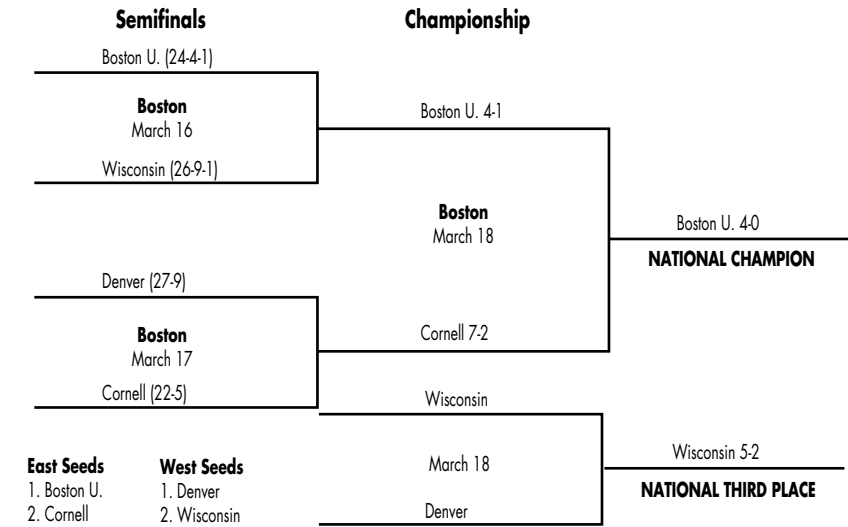 Semifinals
Championship
Boston U. (24-4-1)
Boston
March 16
Wisconsin (26-9-1)
Boston U. 4-1
Boston
March 18
Boston U. 4-0
NATIONAL CHAMPION
Denver (27-9)
Boston
March 17
Cornell (22-5)
Cornell 7-2
Wisconsin
March 18
Denver
Wisconsin 5-2
NATIONAL THIRD PLACE
East Seeds
1. Boston U.
2. Cornell
West Seeds
1. Denver
2. Wisconsin